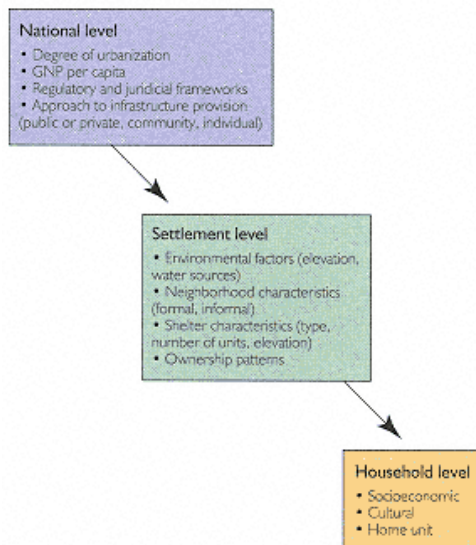 National level
• Degree of urbanization
• GNP per capita
• Regulatory and juridicial frameworks
• Approach to infrastructure provision
(public or private, community, individual)
Settlement level
• Environmental factors (elevation,
water sources)
• Neighborhood characteristics
(formal, informal)
• Shelter characteristics (type,
number of units, elevation)
• Ownership patterns
Household level
• Socioeconomic
• Cultural
• Home unit